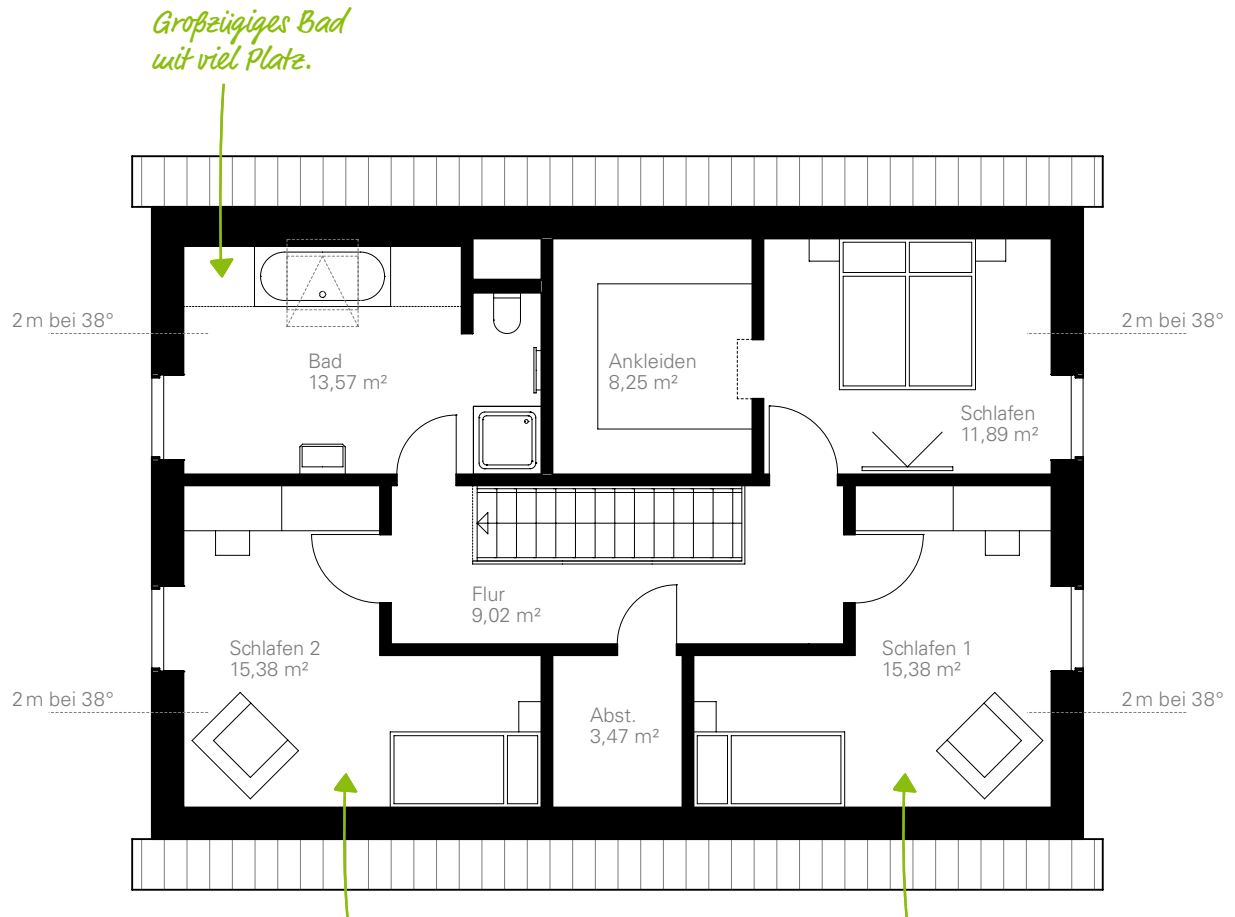 Großzügiges Bad
mit viel Platz.
2 m bei 38°
2 m bei 38°
Bad
13,57 m²
Ankleiden
8,25 m²
Schlafen
11,89 m²
Flur
9,02 m²
Schlafen 2
15,38 m²
Schlafen 1
15,38 m²
2 m bei 38°
2 m bei 38°
Abst.
3,47 m²